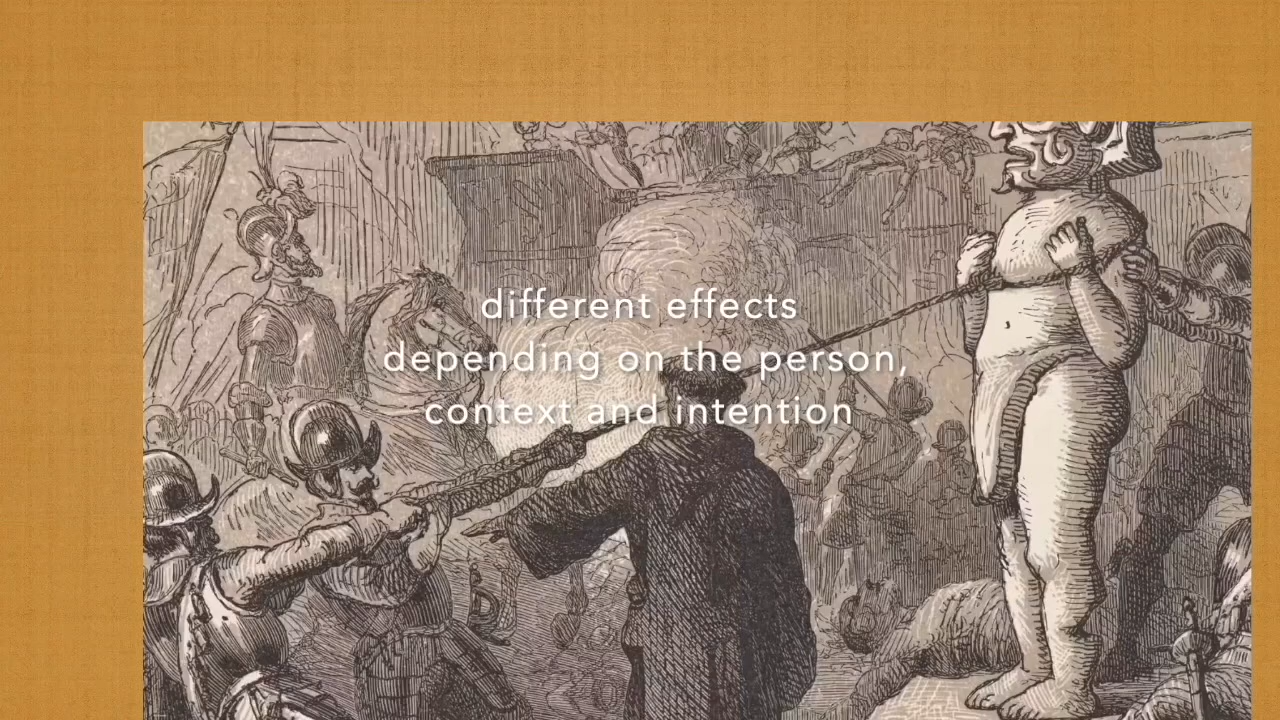 different effects
depending on the person,
context and intention